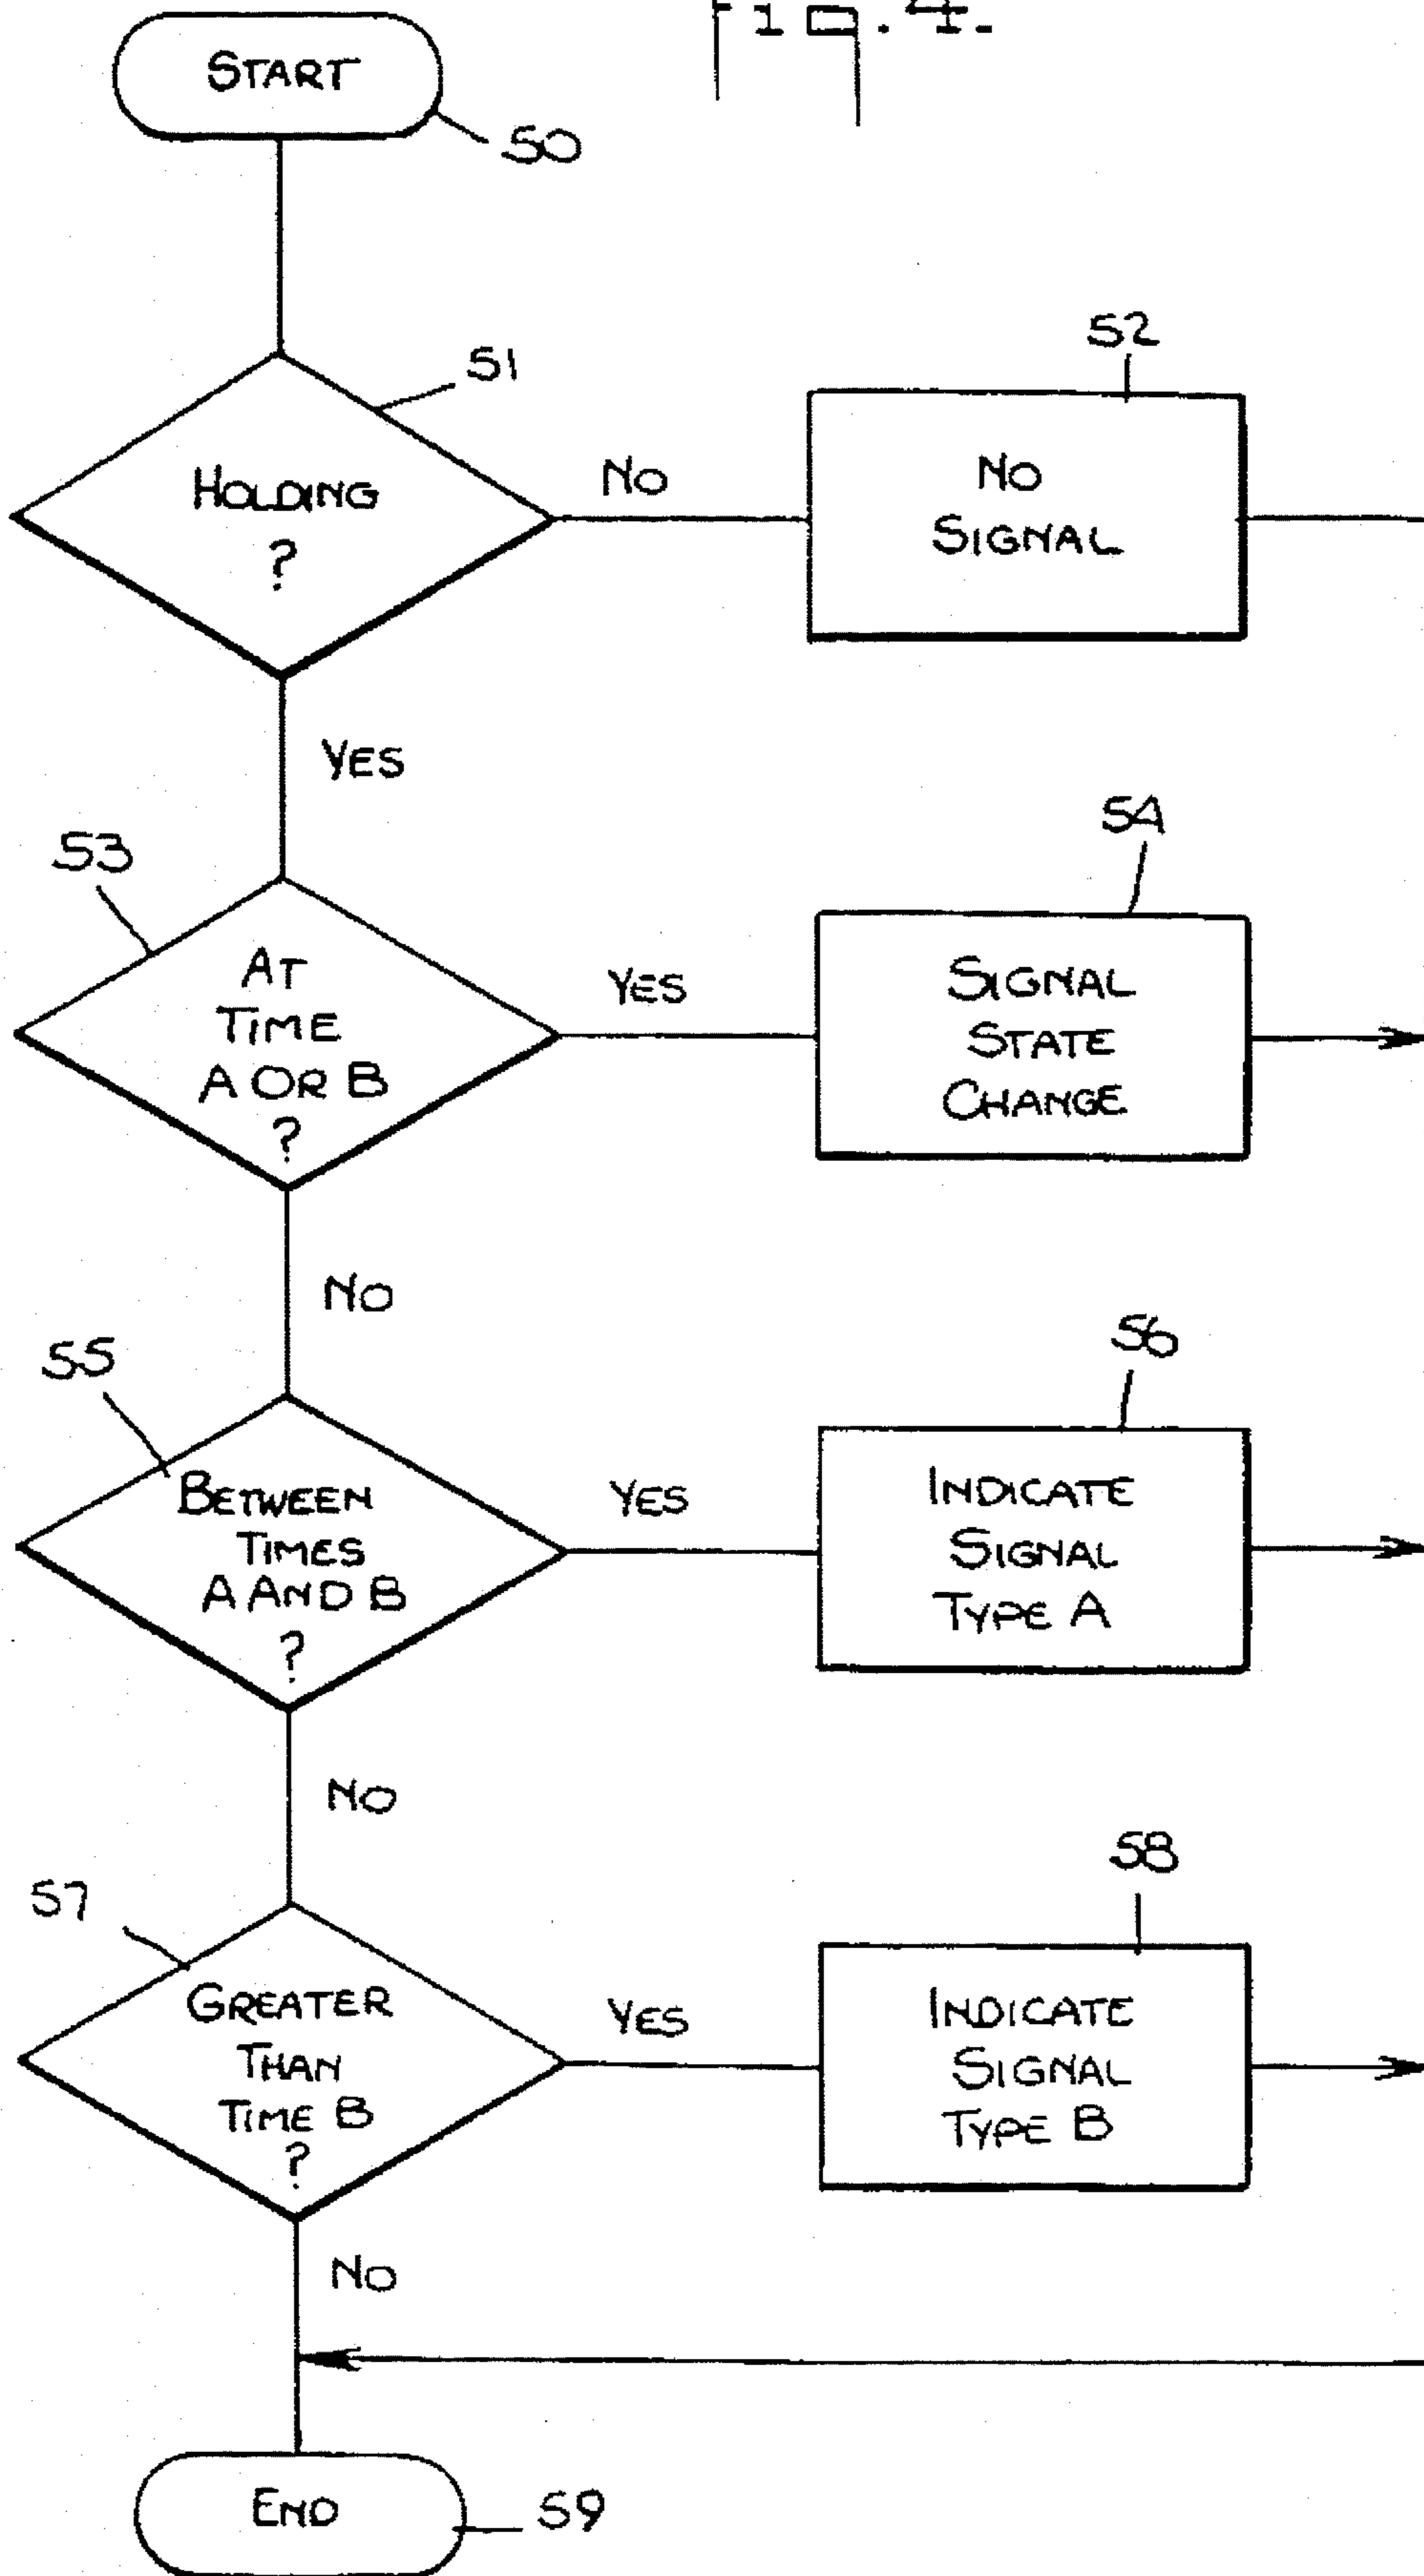 Fig. 4.
START
50
51
HOLDING
?
NO
52
NO
SIGNAL
YES
53
AT
TIME
A OR B
?
YES
54
SIGNAL
STATE
CHANGE
NO
55
BETWEEN
TIMES
A AND B
?
YES
56
INDICATE
SIGNAL
TYPE A
NO
57
GREATER
THAN
TIME B
?
YES
58
INDICATE
SIGNAL
TYPE B
NO
END
59